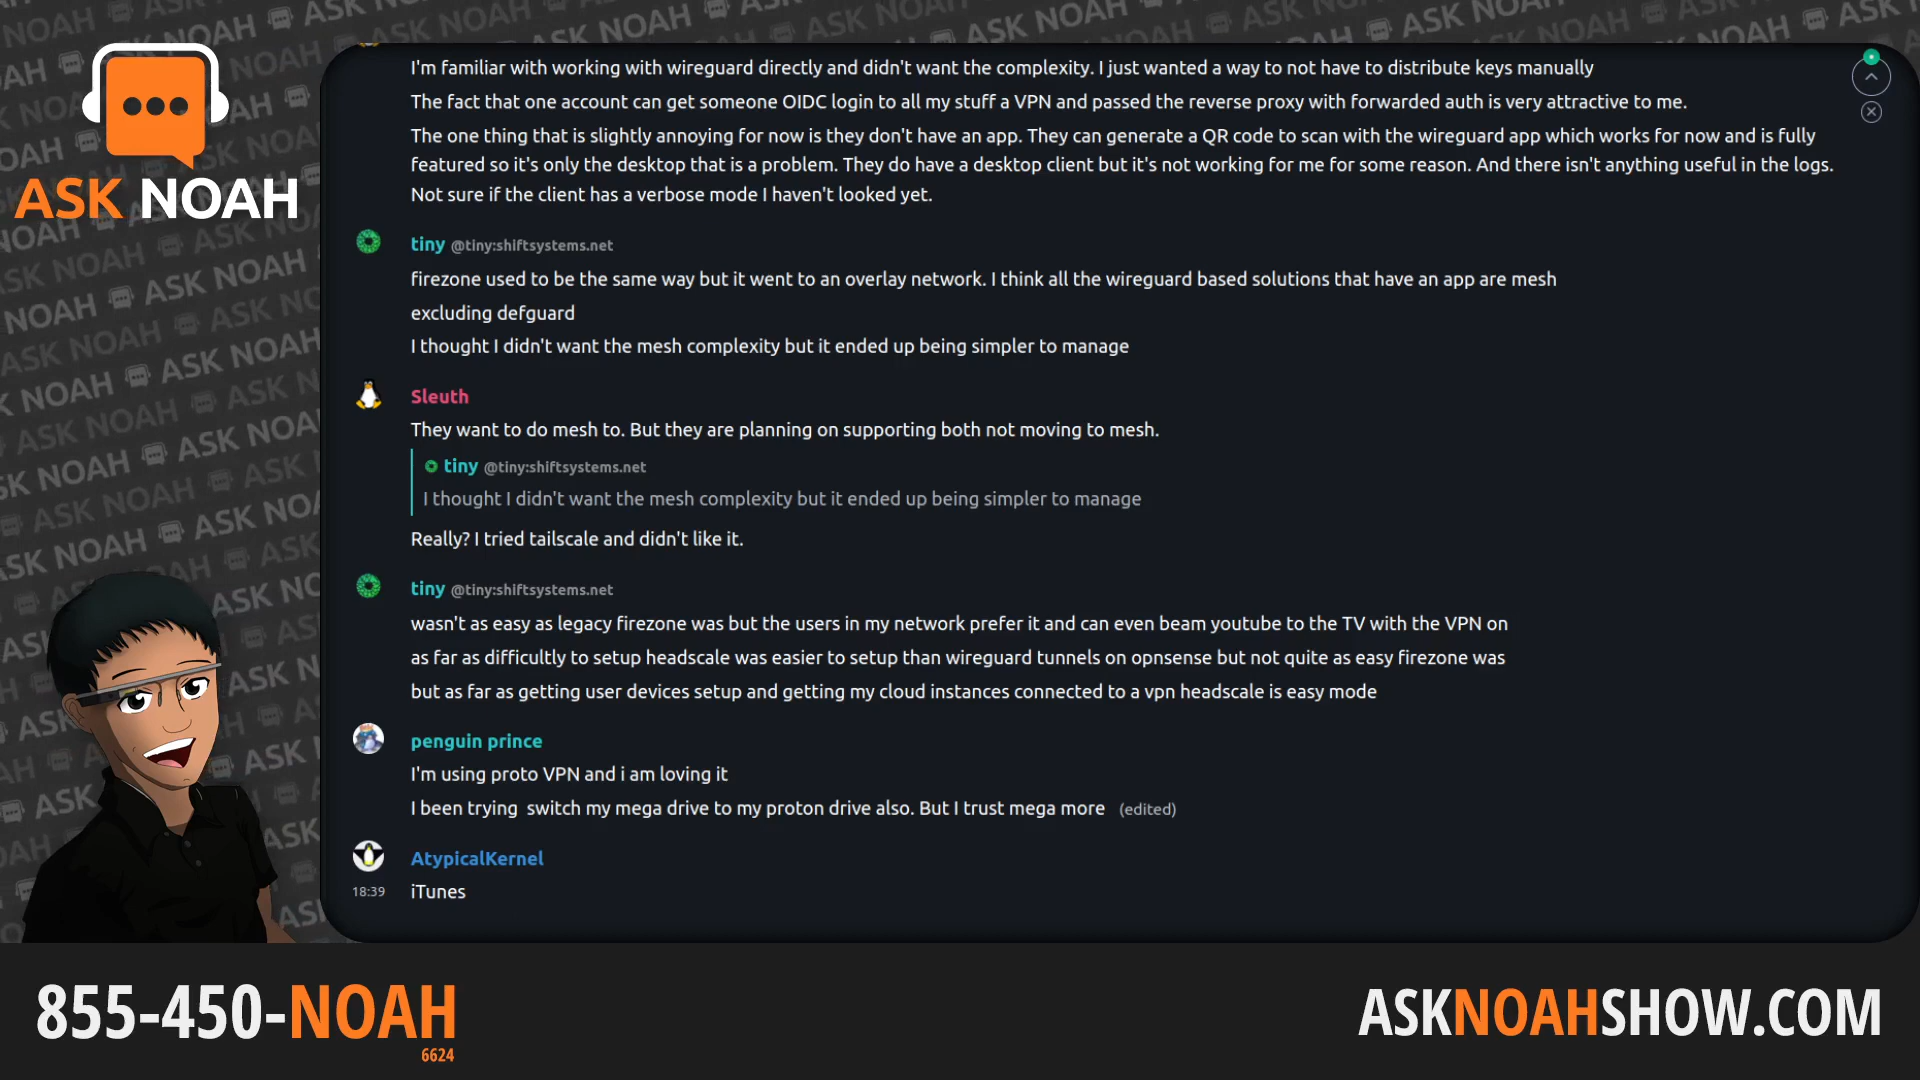 ASK NOAH
I'm familiar with working with wireguard directly and didn't want the complexity. I just wanted a way to not have to distribute keys manually
The fact that one account can get someone OIDC login to all my stuff a VPN and passed the reverse proxy with forwarded auth is very attractive to me.
The one thing that is slightly annoying for now is they don't have an app. They can generate a QR code to scan with the wireguard app which works for now and is fully
featured so it's only the desktop that is a problem. They do have a desktop client but it's not working for me for some reason. And there isn't anything useful in the logs.
Not sure if the client has a verbose mode I haven't looked yet.
tiny @tiny:shiftsystems.net
firezone used to be the same way but it went to an overlay network. I think all the wireguard based solutions that have an app are mesh
excluding defguard
I thought I didn't want the mesh complexity but it ended up being simpler to manage
Sleuth
They want to do mesh to. But they are planning on supporting both not moving to mesh.
tiny @tiny:shiftsystems.net
I thought I didn't want the mesh complexity but it ended up being simpler to manage
Really? I tried tailscale and didn't like it.
tiny @tiny:shiftsystems.net
wasn't as easy as legacy firezone was but the users in my network prefer it and can even beam youtube to the TV with the VPN on
as far as difficultly to setup headscale was easier to setup than wireguard tunnels on opnsense but not quite as easy firezone was
but as far as getting user devices setup and getting my cloud instances connected to a vpn headscale is easy mode
penguin prince
I'm using proto VPN and i am loving it
I been trying  switch my mega drive to my proton drive also. But I trust mega more (edited)
AtypicalKernel
18:39 iTunes
855-450-NOAH
6624
ASKNOAHSHOW.COM